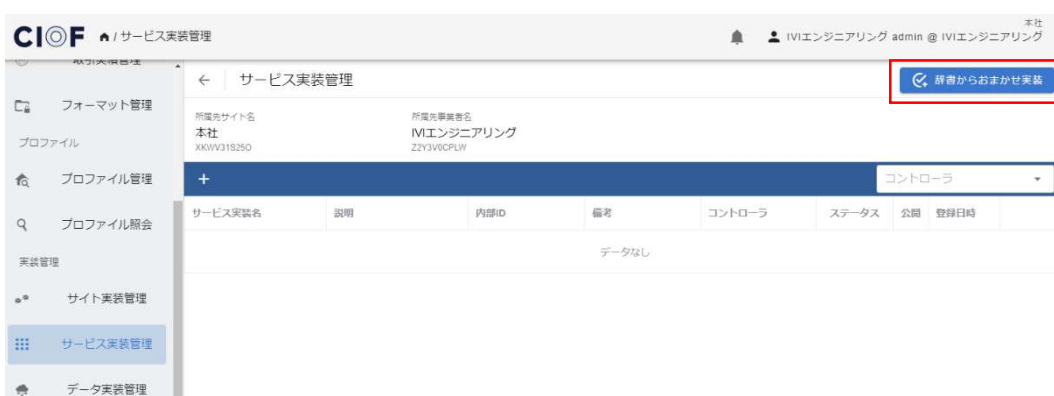 本社
CIOF / サービス実装管理
IVIエンジニアリング admin @ IVIエンジニアリング
取引実績管理
← サービス実装管理
辞書からおまかせ実装
フォーマット管理
所属先サイト名 所属先事業者名
本社 IVIエンジニアリング
XKWV31S25O Z2Y3V0CPLW
プロファイル
プロファイル管理
+ コントローラ
サービス実装名 説明 内部ID 備考 コントローラ ステータス 公開 登録日時
プロファイル照会
データなし
実装管理
サイト実装管理
サービス実装管理
データ実装管理